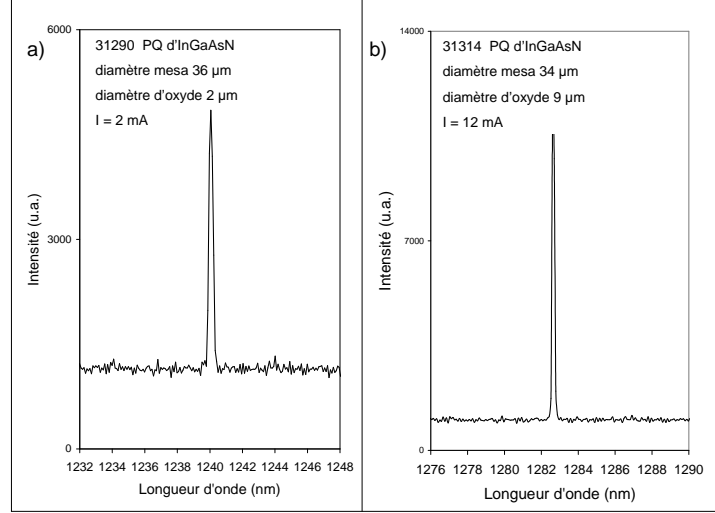 a)
31290 PQ d'InGaAsN
diamètre mesa 36 µm
diamètre d'oxyde 2 µm
I = 2 mA
6000
3000
0
Intensité (u.a.)
1232 1234 1236 1238 1240 1242 1244 1246 1248
Longueur d'onde (nm)
b)
31314 PQ d'InGaAsN
diamètre mesa 34 µm
diamètre d'oxyde 9 µm
I = 12 mA
14000
7000
0
Intensité (u.a.)
1276 1278 1280 1282 1284 1286 1288 1290
Longueur d'onde (nm)